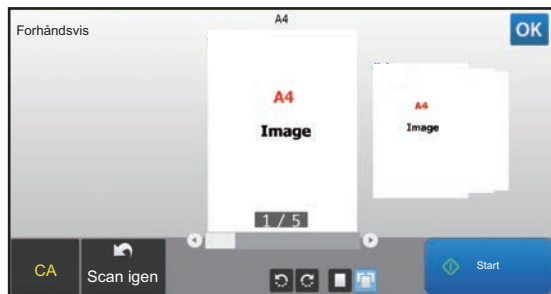 A4
Forhåndsvis
OK
A4
Image
A4
Image
1 / 5
CA
Scan igen
Start